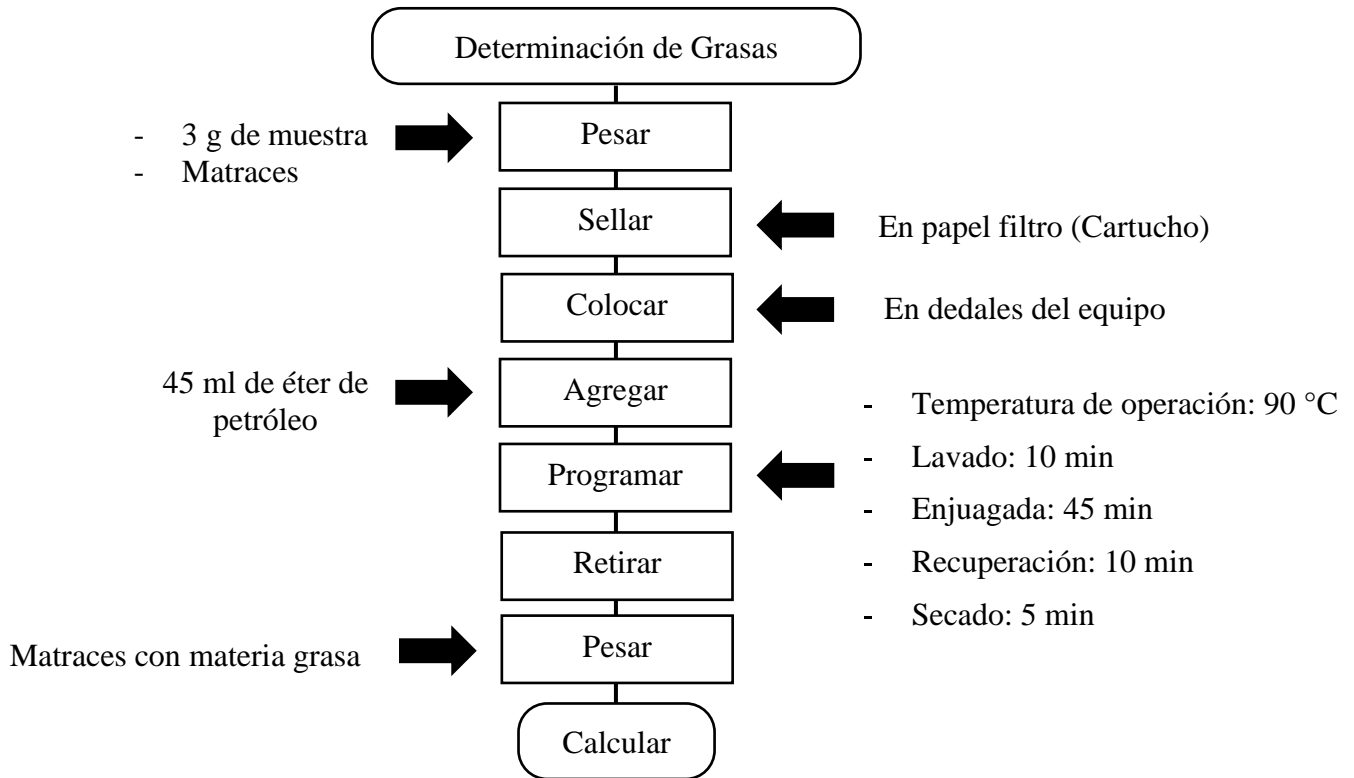 Determinación de Grasas
- 3 g de muestra
- Matraces
Pesar
Sellar
En papel filtro (Cartucho)
Colocar
En dedales del equipo
45 ml de éter de
petróleo
Agregar
Programar
- Temperatura de operación: 90 °C
- Lavado: 10 min
- Enjuagada: 45 min
- Recuperación: 10 min
- Secado: 5 min
Retirar
Matraces con materia grasa
Pesar
Calcular